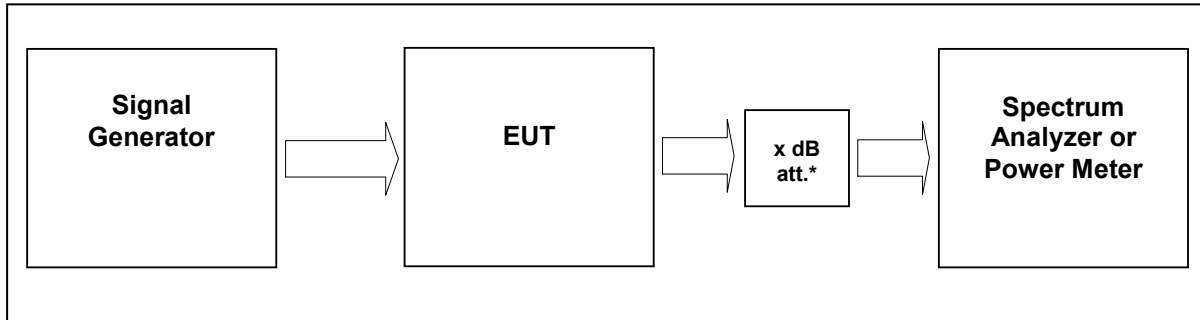 Signal
Generator
EUT
x dB
att.*
Spectrum
Analyzer or
Power Meter